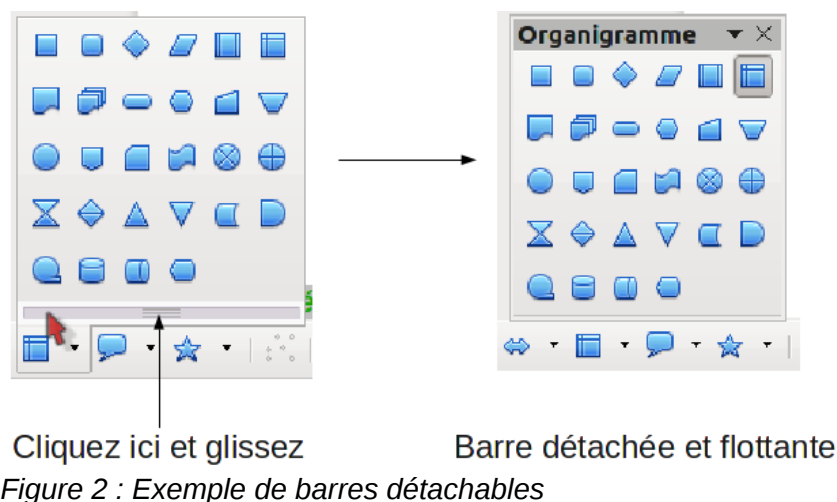 Organigramme
Cliquez ici et glissez
Barre détachée et flottante
Figure 2 : Exemple de barres détachables